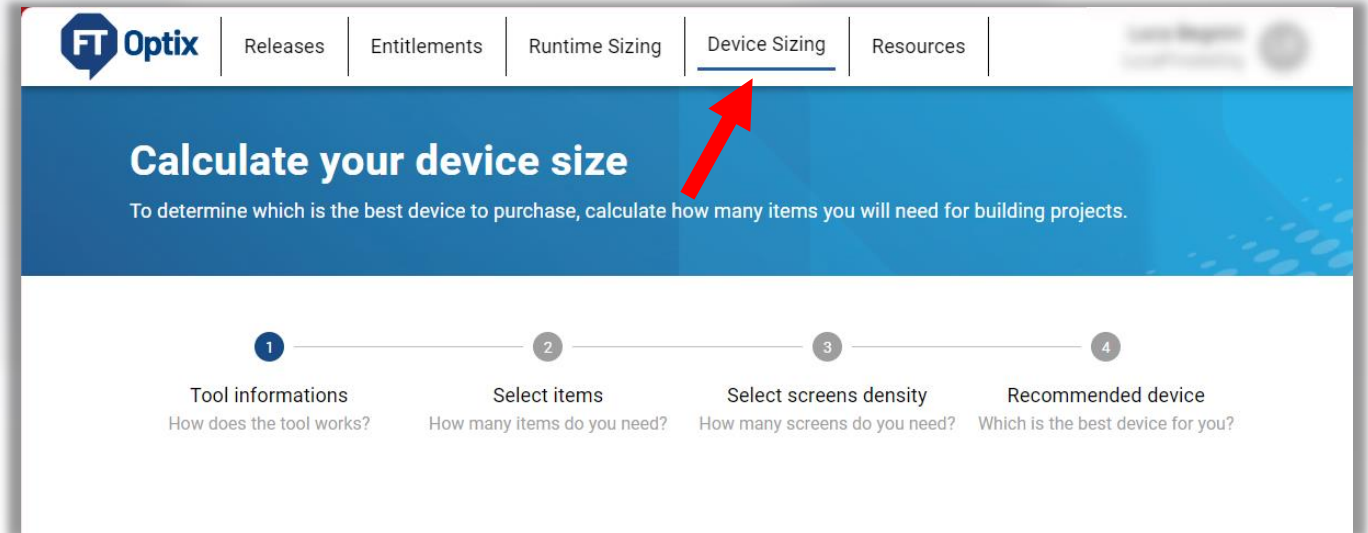 FT Optix Releases Entitlements Runtime Sizing Device Sizing Resources
Calculate your device size
To determine which is the best device to purchase, calculate how many items you will need for building projects.
1 2 3 4
Tool informations Select items Select screens density Recommended device
How does the tool works? How many items do you need? How many screens do you need? Which is the best device for you?